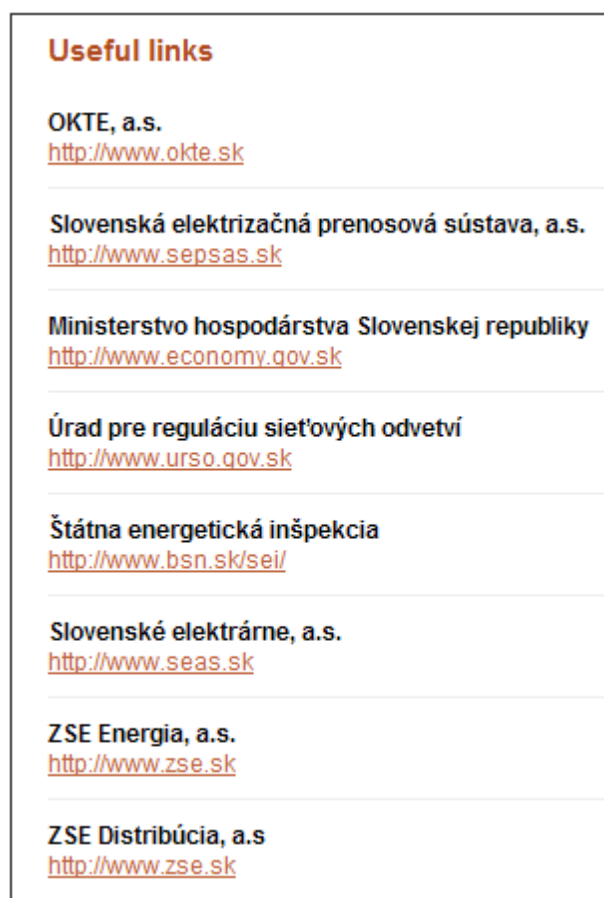 Useful links
OKTE, a.s.
http://www.okte.sk
Slovenská elektrizačná prenosová sústava, a.s.
http://www.sepsas.sk
Ministerstvo hospodárstva Slovenskej republiky
http://www.economy.gov.sk
Úrad pre reguláciu sieťových odvetví
http://www.urso.gov.sk
Štátna energetická inšpekcia
http://www.bsn.sk/sei/
Slovenské elektrárne, a.s.
http://www.seas.sk
ZSE Energia, a.s.
http://www.zse.sk
ZSE Distribúcia, a.s
http://www.zse.sk